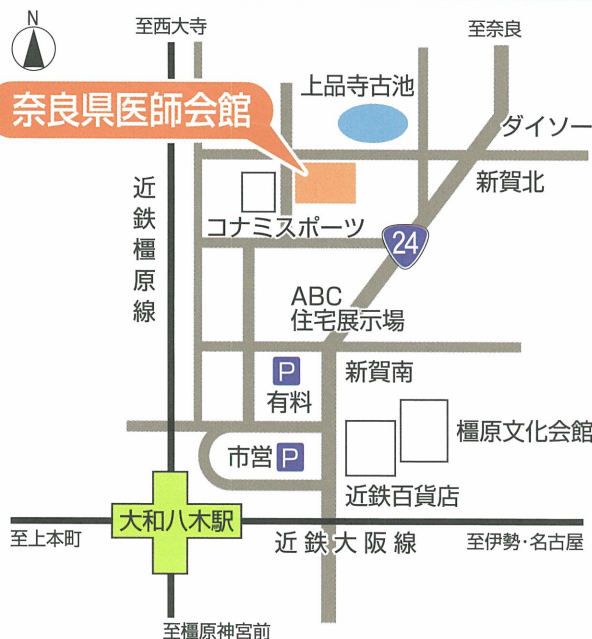 N
至西大寺
至奈良
上品寺古池
奈良県医師会館
ダイソー
新賀北
近鉄橿原線
コナミスポーツ
24
ABC
住宅展示場
P
有料
新賀南
橿原文化会館
市営 P
近鉄百貨店
大和八木駅
至上本町
近鉄大阪線
至伊勢・名古屋
至橿原神宮前